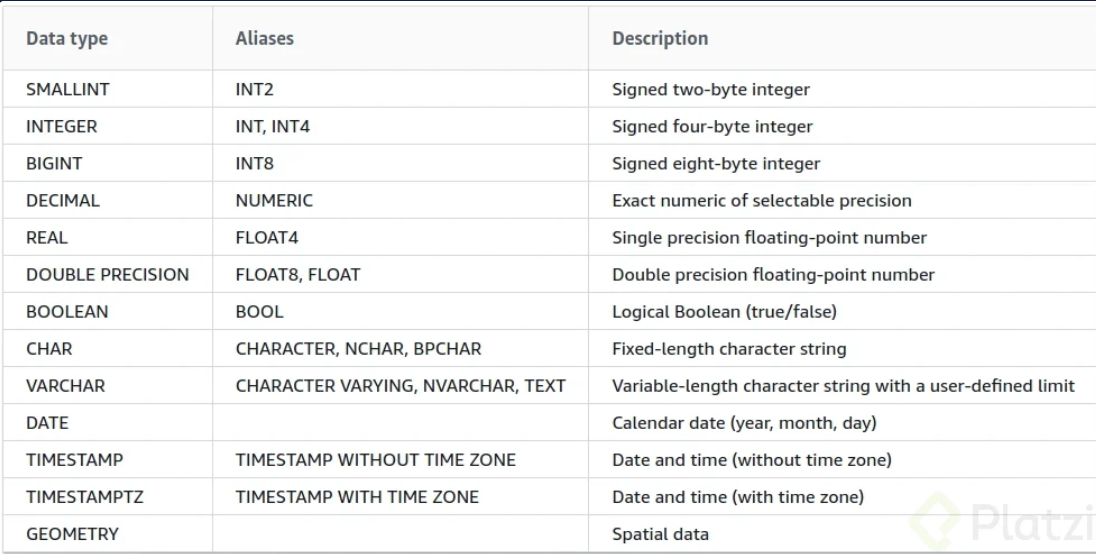 Data type Aliases Description
SMALLINT INT2 Signed two-byte integer
INTEGER INT, INT4 Signed four-byte integer
BIGINT INT8 Signed eight-byte integer
DECIMAL NUMERIC Exact numeric of selectable precision
REAL FLOAT4 Single precision floating-point number
DOUBLE PRECISION FLOAT8, FLOAT Double precision floating-point number
BOOLEAN BOOL Logical Boolean (true/false)
CHAR CHARACTER, NCHAR, BPCHAR Fixed-length character string
VARCHAR CHARACTER VARYING, NVARCHAR, TEXT Variable-length character string with a user-defined limit
DATE Calendar date (year, month, day)
TIMESTAMP TIMESTAMP WITHOUT TIME ZONE Date and time (without time zone)
TIMESTAMPTZ TIMESTAMP WITH TIME ZONE Date and time (with time zone)
GEOMETRY Spatial data
Platzi